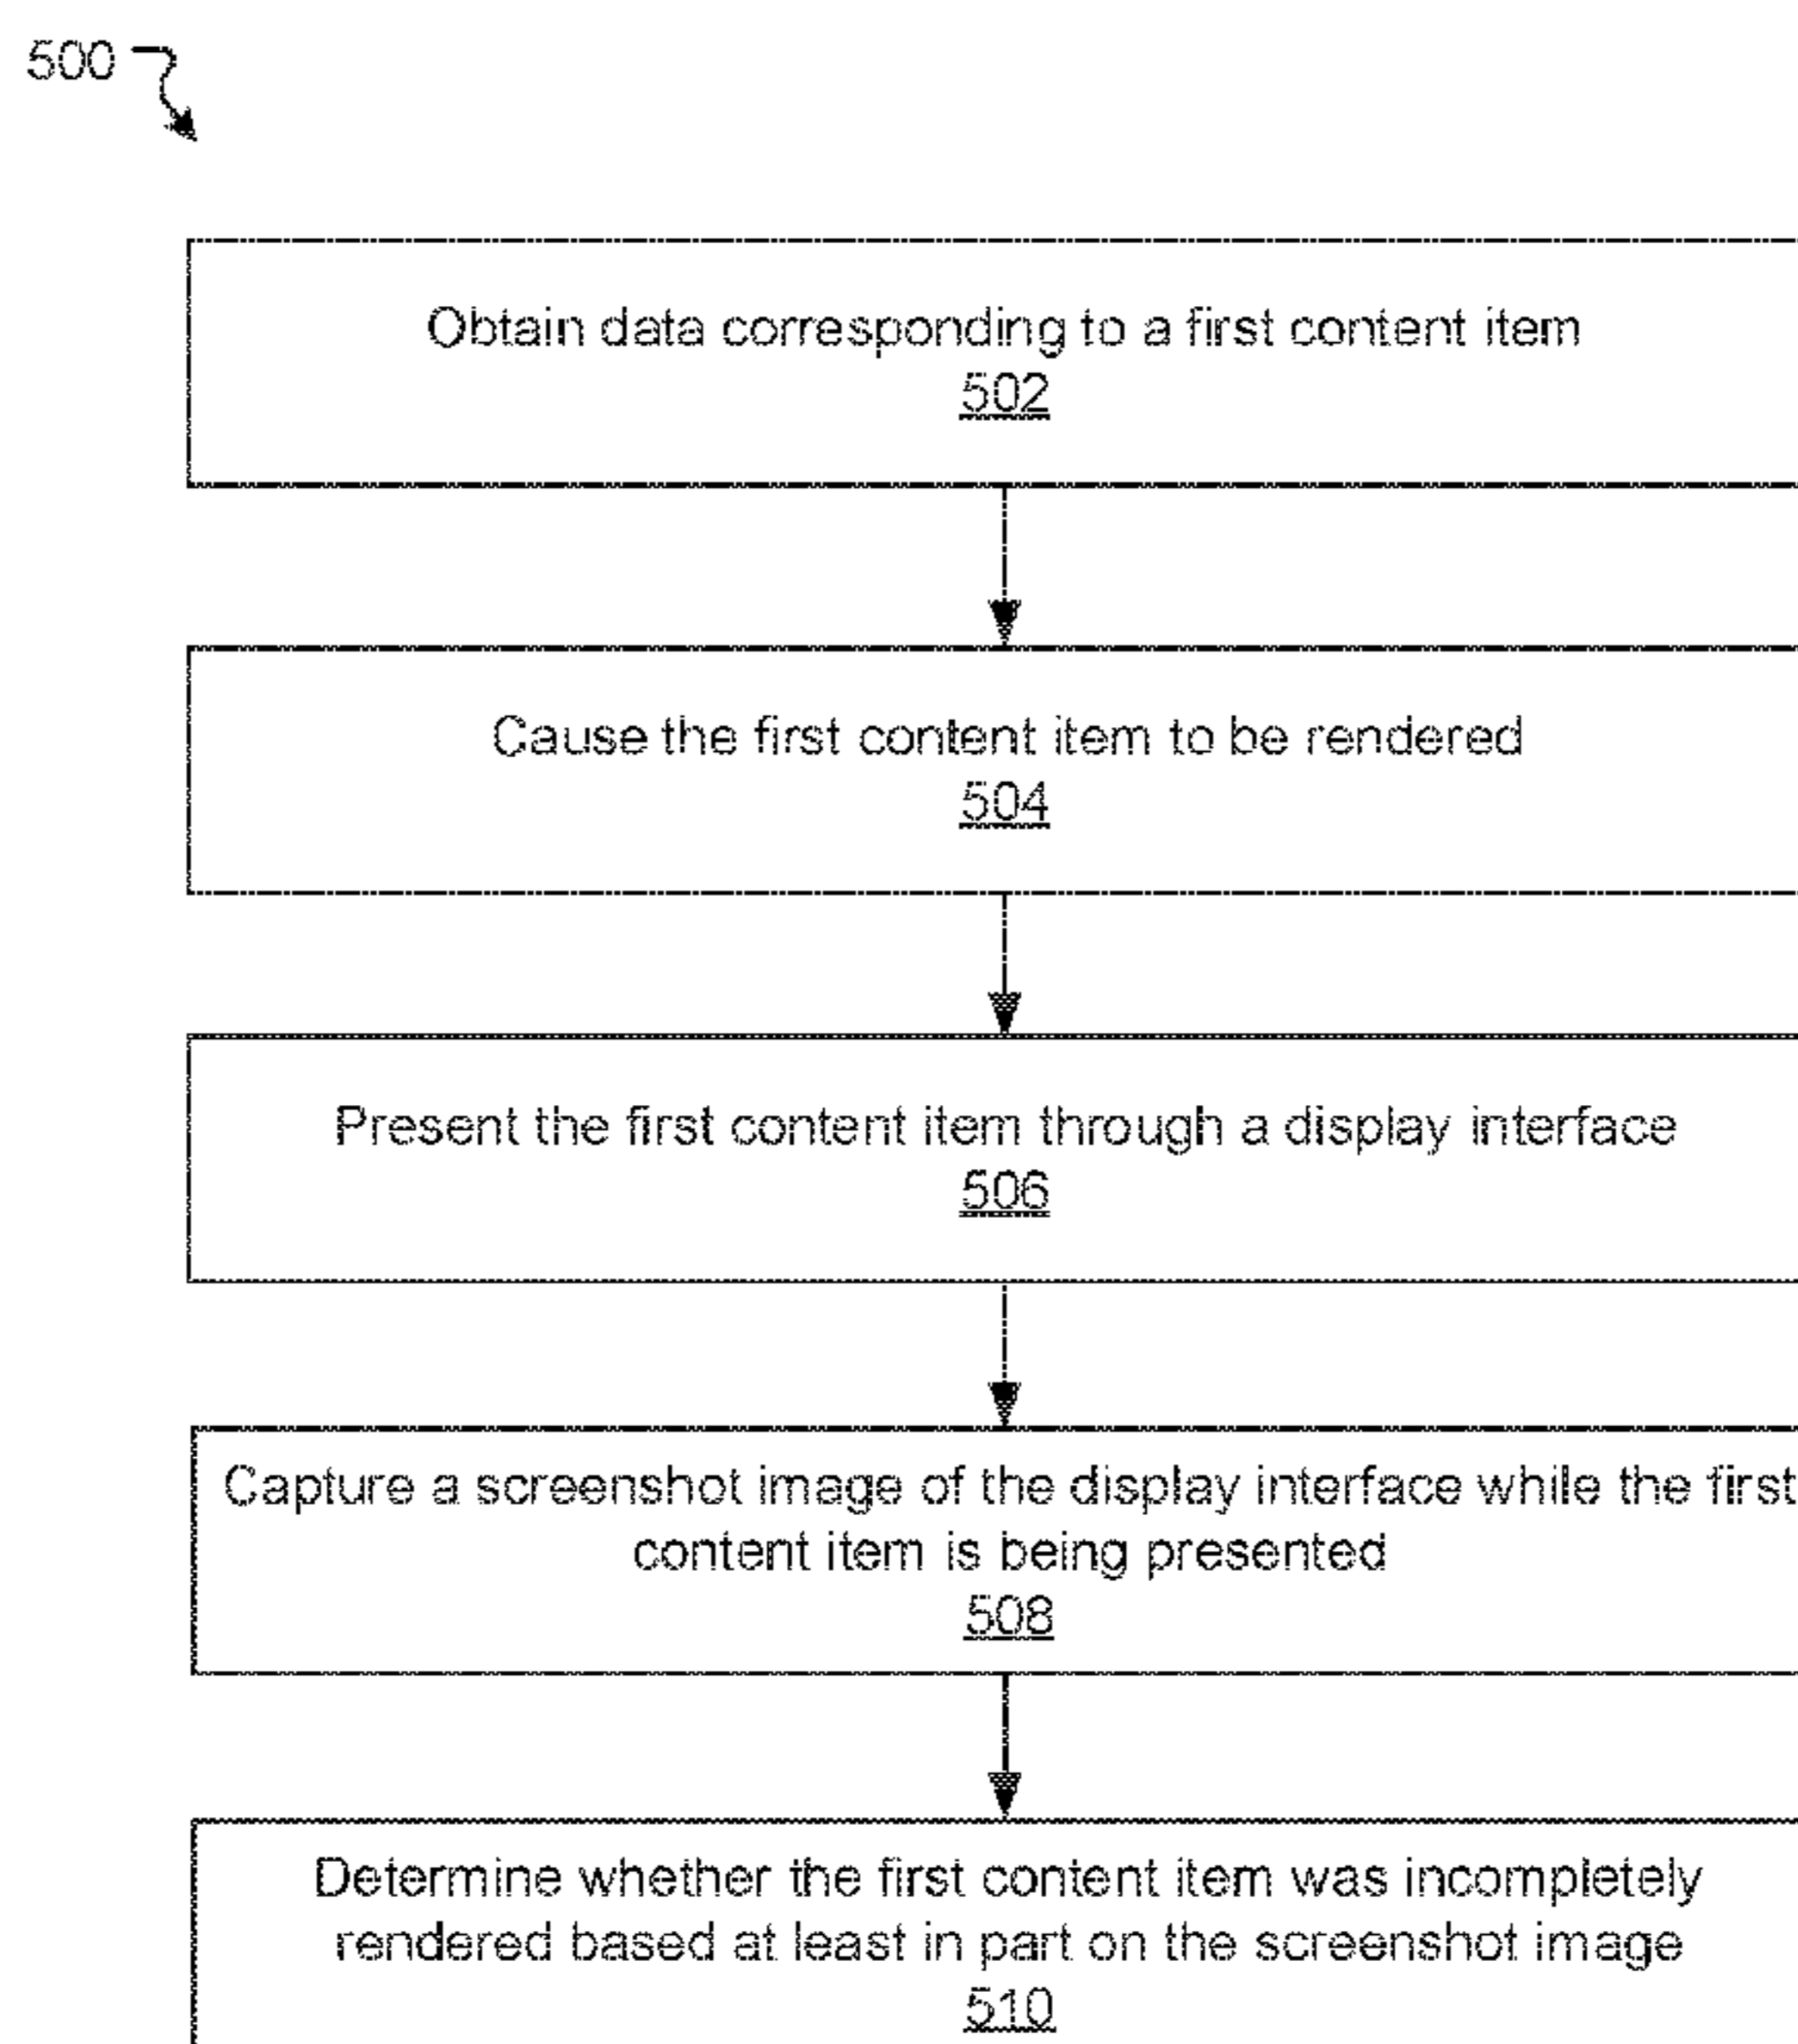 500
Obtain data corresponding to a first content item
502
Cause the first content item to be rendered
504
Present the first content item through a display interface
506
Capture a screenshot image of the display interface while the first
content item is being presented
508
Determine whether the first content item was incompletely
rendered based at least in part on the screenshot image
510